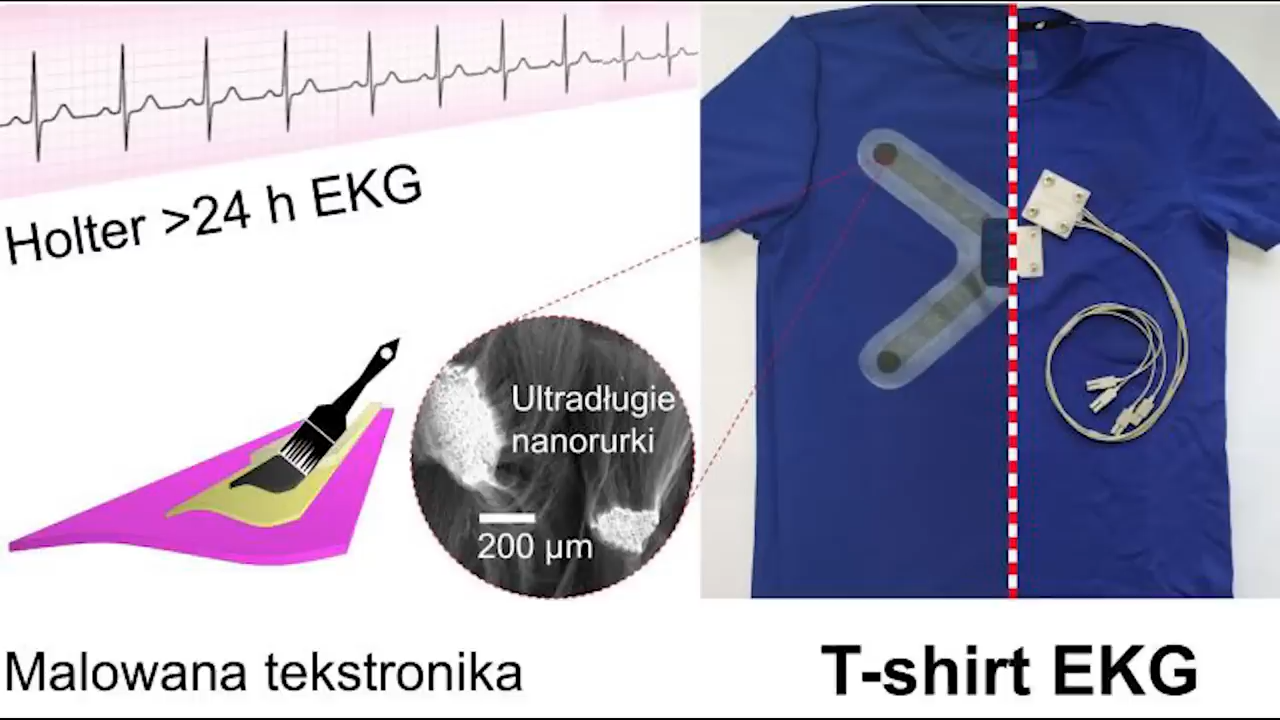 Holter >24 h EKG
Ultradługie
nanorurki
200 µm
Malowana tekstronika
T-shirt EKG